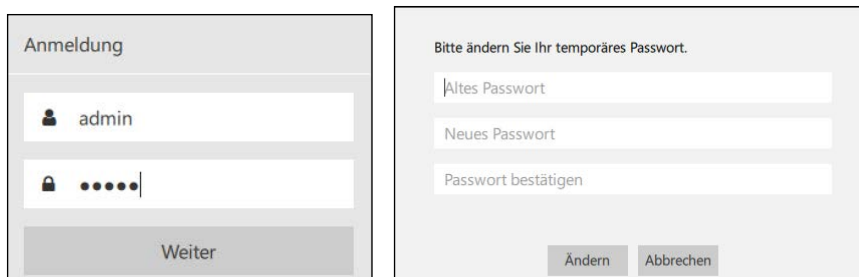 Anmeldung
admin
•••••
Weiter
Bitte ändern Sie Ihr temporäres Passwort.
Altes Passwort
Neues Passwort
Passwort bestätigen
Ändern Abbrechen